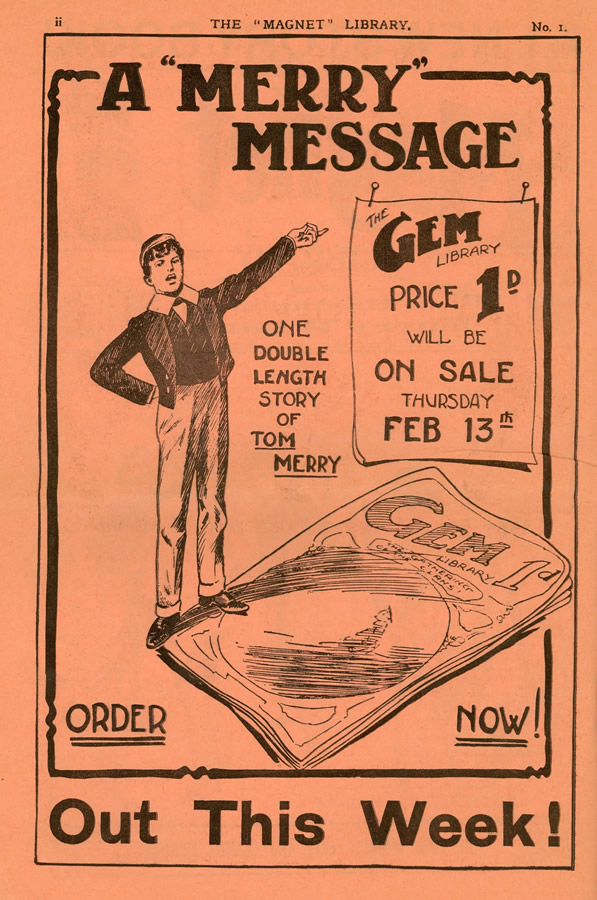 ii
THE "MAGNET" LIBRARY.
No. 1.
A "MERRY"
MESSAGE
THE
GEM
LIBRARY
PRICE 1D
WILL BE
ON SALE
THURSDAY
FEB 13th
ONE
DOUBLE
LENGTH
STORY
OF
TOM
MERRY
GEM 1d
LIBRARY
ORDER
NOW!
Out This Week!